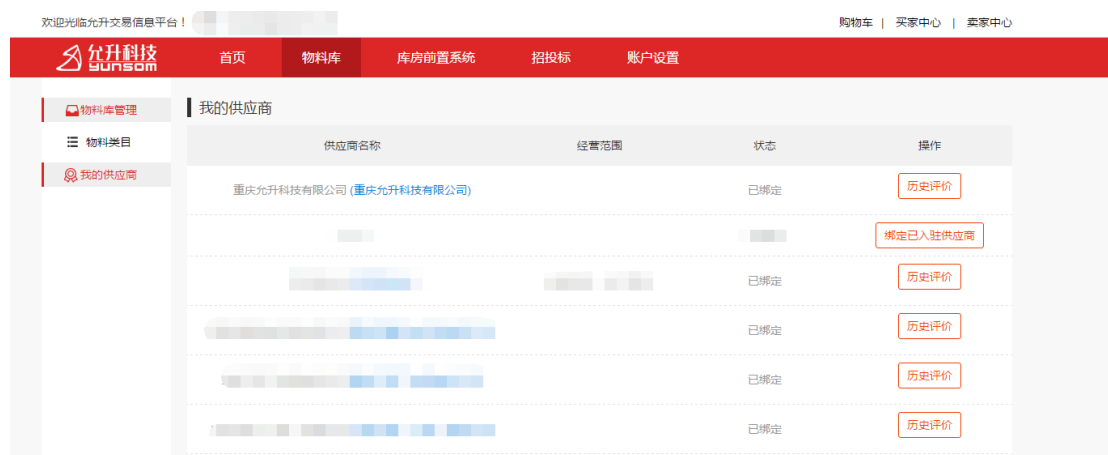 欢迎光临允升交易信息平台！
购物车 | 买家中心 | 卖家中心
允升科技 YUNSOM 首页 物料库 库房前置系统 招投标 账户设置
物料库管理
物料类目
我的供应商
我的供应商
供应商名称 经营范围 状态 操作
重庆允升科技有限公司 (重庆允升科技有限公司) 已绑定 历史评价
绑定已入驻供应商
已绑定 历史评价
已绑定 历史评价
已绑定 历史评价
已绑定 历史评价